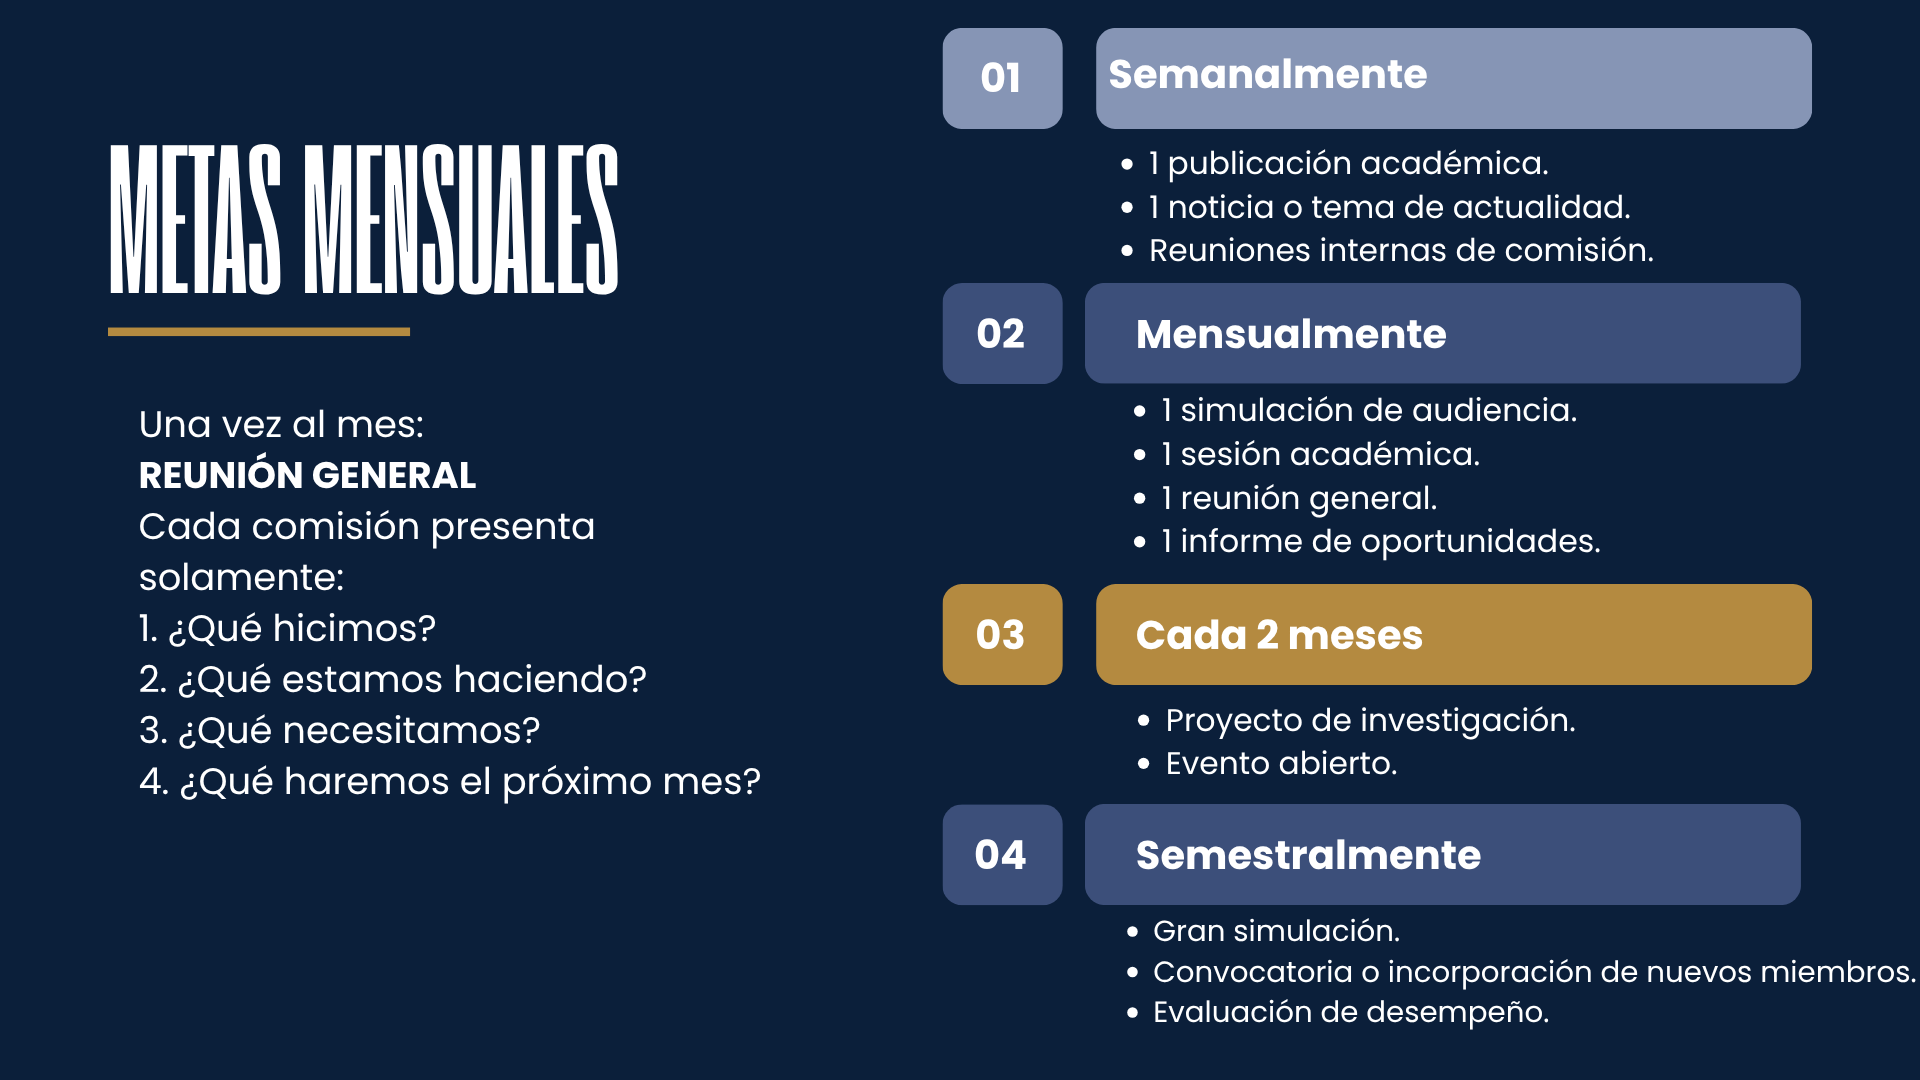 METAS MENSUALES
Una vez al mes:
REUNIÓN GENERAL
Cada comisión presenta
solamente:
1. ¿Qué hicimos?
2. ¿Qué estamos haciendo?
3. ¿Qué necesitamos?
4. ¿Qué haremos el próximo mes?
01 Semanalmente
• 1 publicación académica.
• 1 noticia o tema de actualidad.
• Reuniones internas de comisión.
02 Mensualmente
• 1 simulación de audiencia.
• 1 sesión académica.
• 1 reunión general.
• 1 informe de oportunidades.
03 Cada 2 meses
• Proyecto de investigación.
• Evento abierto.
04 Semestralmente
• Gran simulación.
• Convocatoria o incorporación de nuevos miembros.
• Evaluación de desempeño.